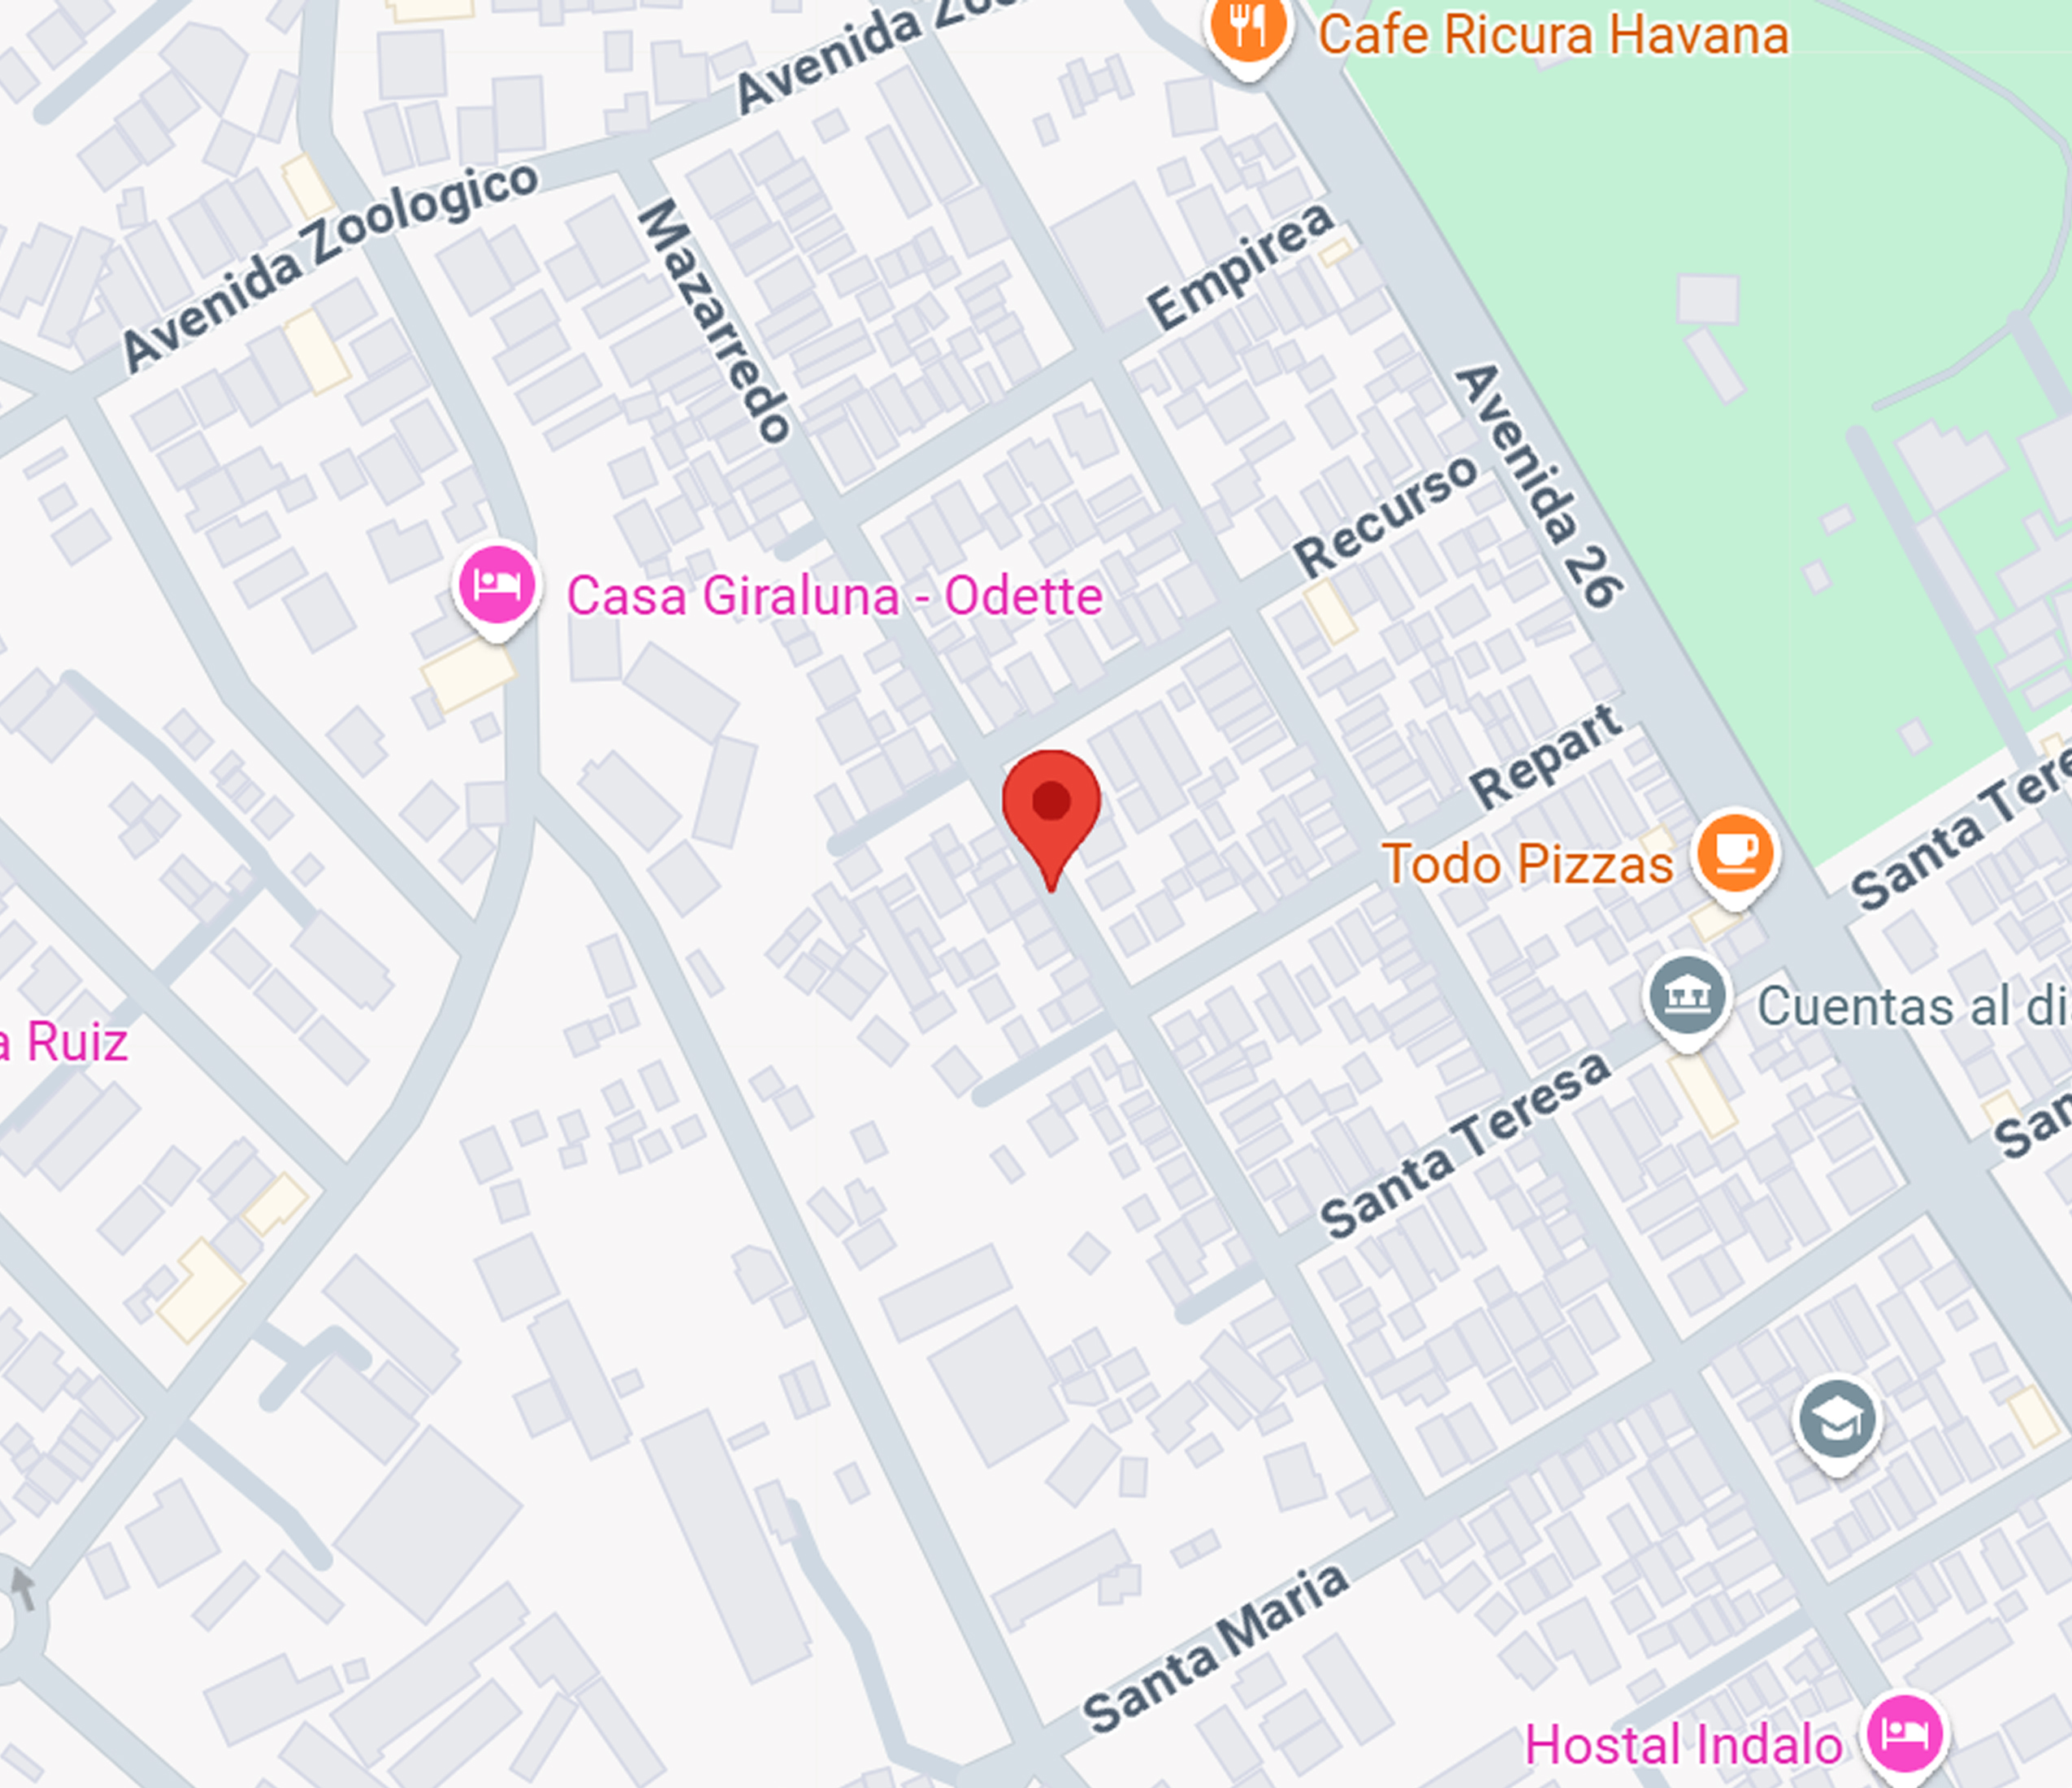 Cafe Ricura Havana
Avenida
Avenida Zoologico
Mazarredo
Empirea
Avenida 26
Recurso
Casa Giraluna - Odette
Repart
Todo Pizzas
Santa Tere
Cuentas al di
a Ruiz
Santa Teresa
San
Santa Maria
Hostal Indalo